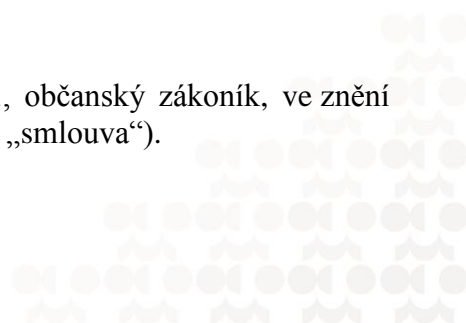 , občanský zákoník, ve znění
„smlouva“).